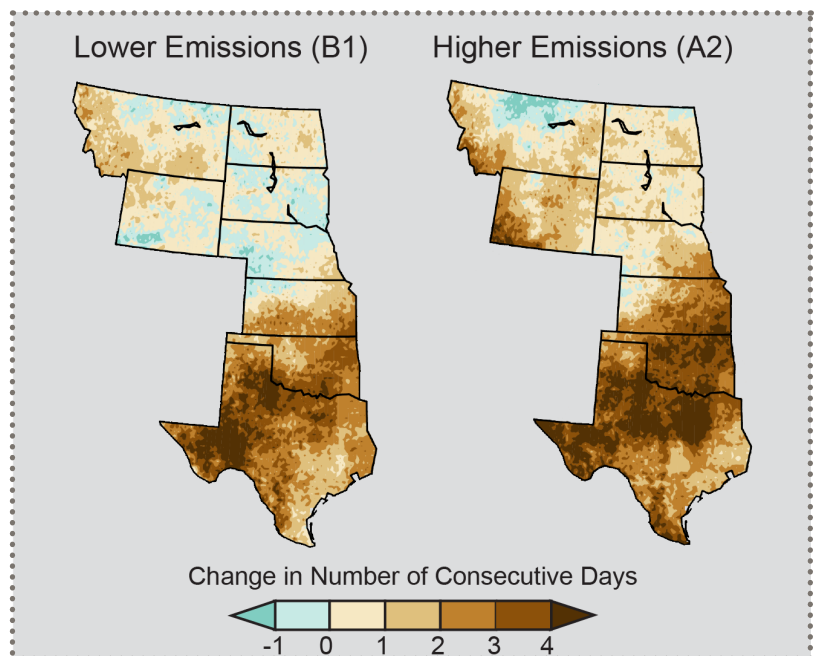 Lower Emissions (B1) Higher Emissions (A2)
Change in Number of Consecutive Days
-1 0 1 2 3 4